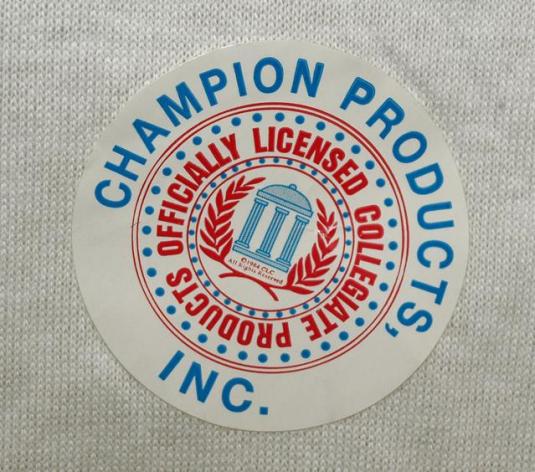 CHAMPION PRODUCTS, INC.
OFFICIALLY LICENSED COLLEGIATE PRODUCTS
©1984 CLC
All Rights Reserved